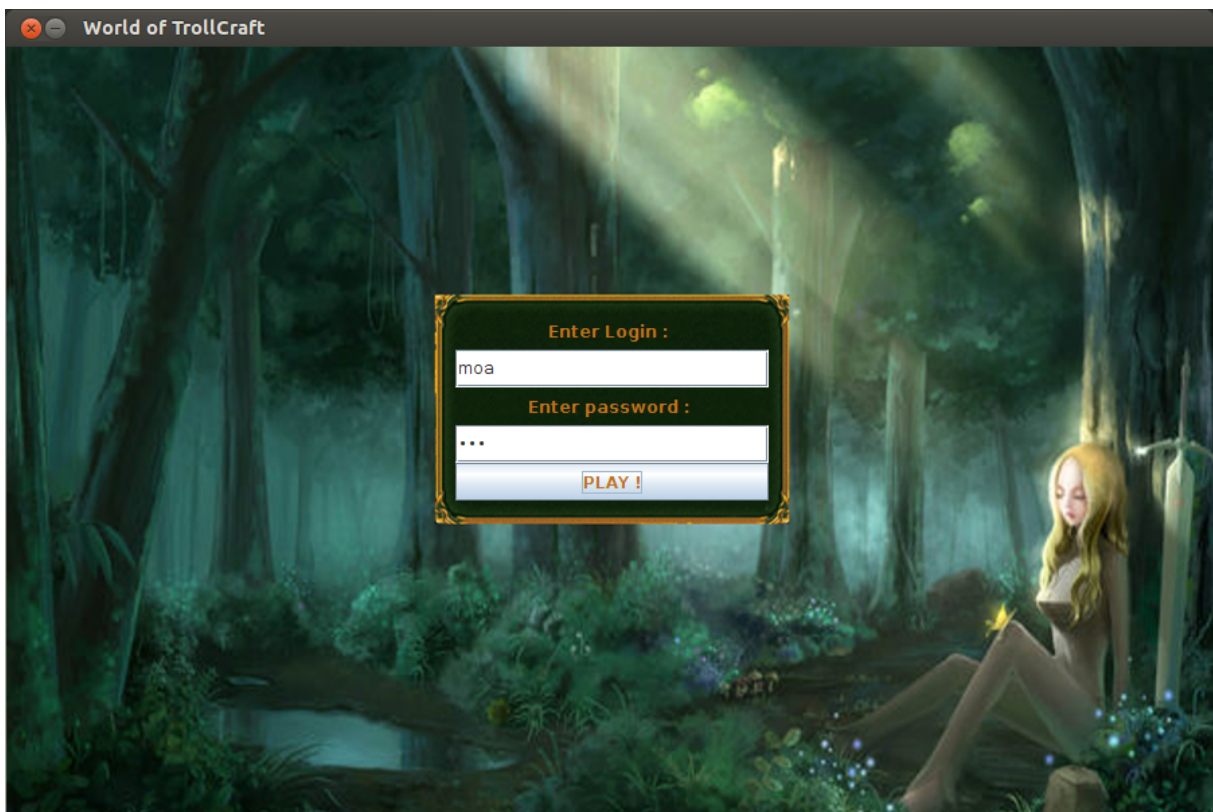 World of TrollCraft
Enter Login :
moa
Enter password :
•••
PLAY !